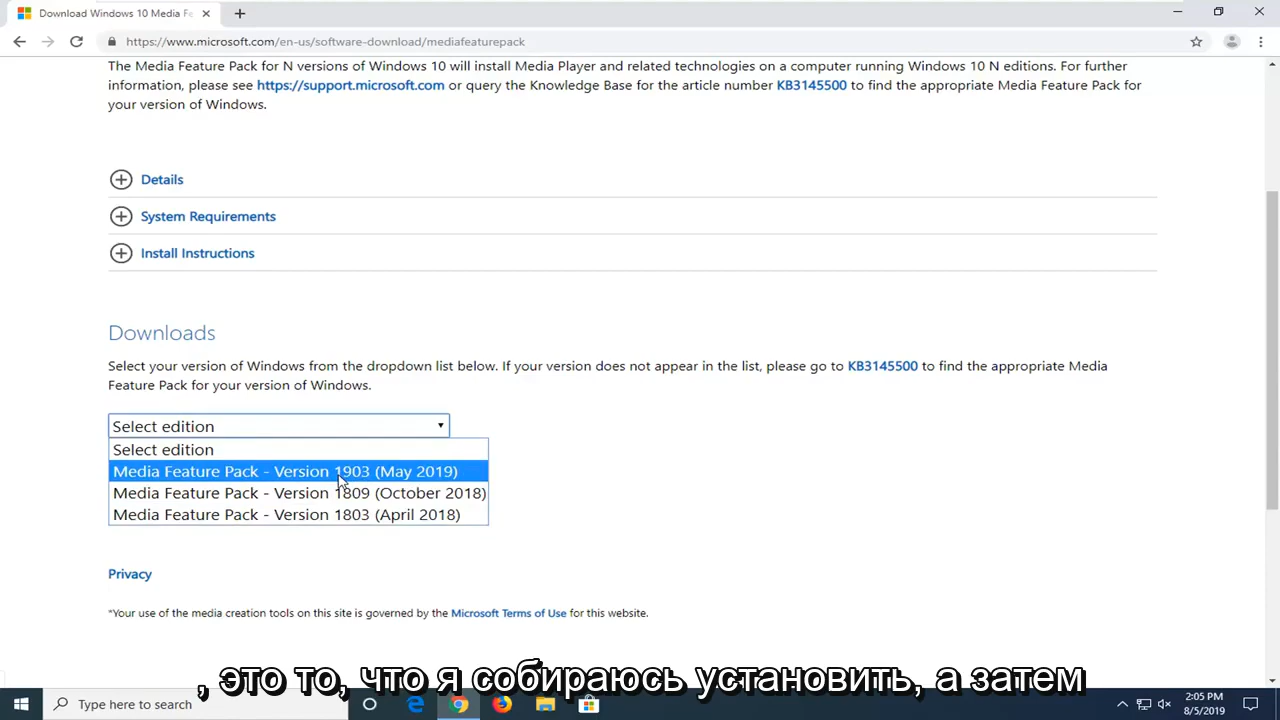 Download Windows 10 Media Fe
https://www.microsoft.com/en-us/software-download/mediafeaturepack
The Media Feature Pack for N versions of Windows 10 will install Media Player and related technologies on a computer running Windows 10 N editions. For further
information, please see https://support.microsoft.com or query the Knowledge Base for the article number KB3145500 to find the appropriate Media Feature Pack for
your version of Windows.
Details
System Requirements
Install Instructions
Downloads
Select your version of Windows from the dropdown list below. If your version does not appear in the list, please go to KB3145500 to find the appropriate Media
Feature Pack for your version of Windows.
Select edition
Select edition
Media Feature Pack - Version 1903 (May 2019)
Media Feature Pack - Version 1809 (October 2018)
Media Feature Pack - Version 1803 (April 2018)
Privacy
*Your use of the media creation tools on this site is governed by the Microsoft Terms of Use for this website.
, это то, что я собираюсь установить, а затем
Type here to search
2:05 PM
8/5/2019